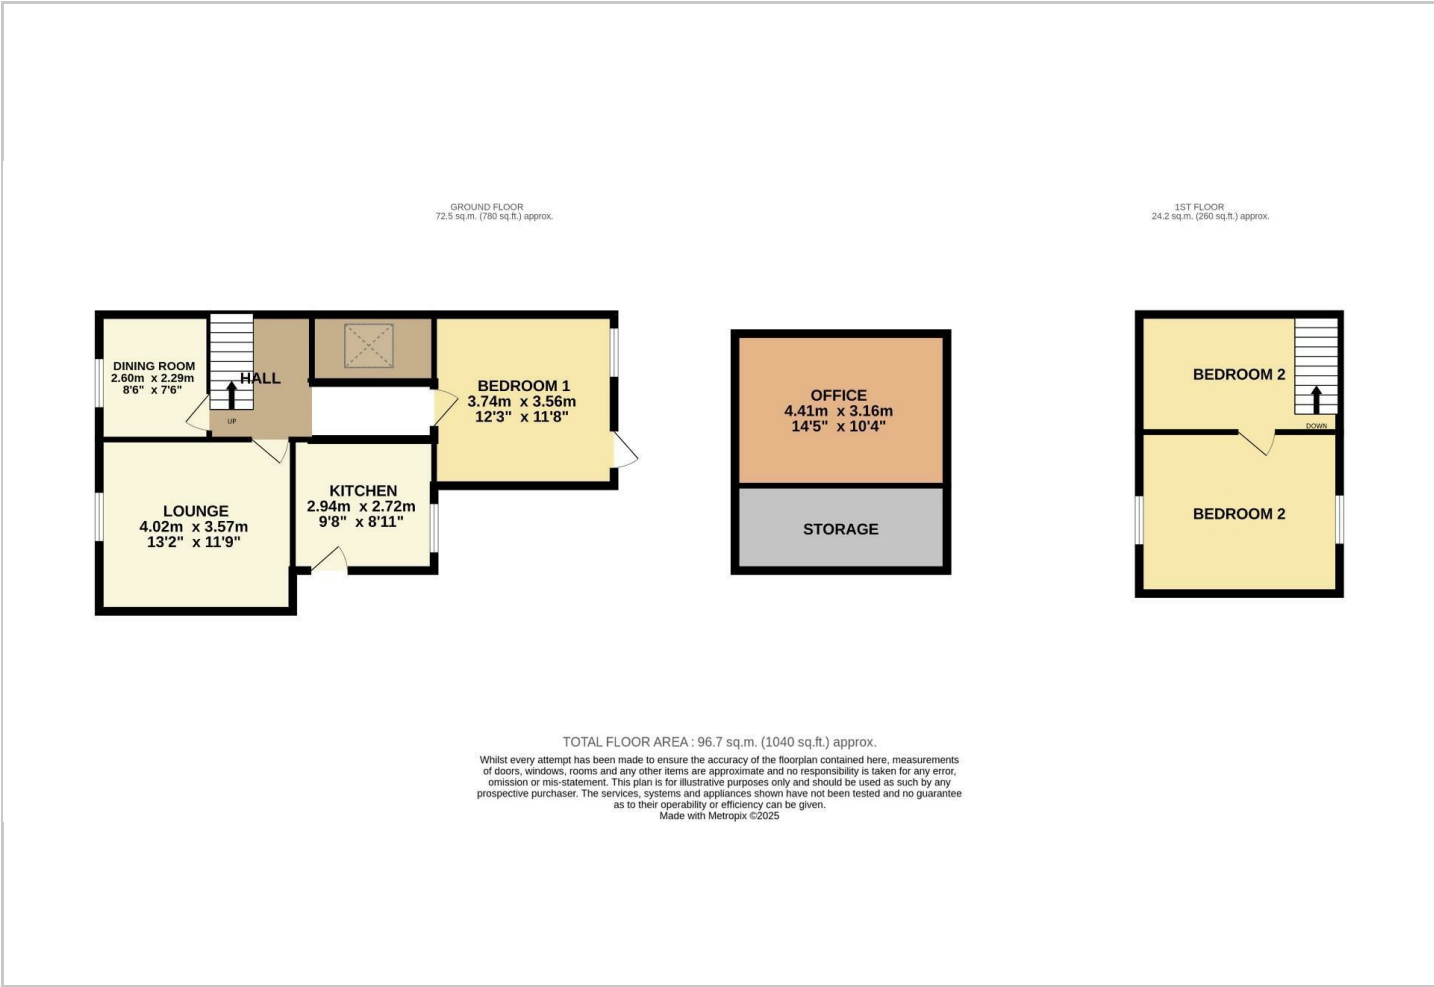 GROUND FLOOR
72.5 sq.m. (780 sq.ft.) approx.
1ST FLOOR
24.2 sq.m. (260 sq.ft.) approx.
DINING ROOM
2.60m x 2.29m
8'6" x 7'6"
HALL
UP
BEDROOM 1
3.74m x 3.56m
12'3" x 11'8"
LOUNGE
4.02m x 3.57m
13'2" x 11'9"
KITCHEN
2.94m x 2.72m
9'8" x 8'11"
OFFICE
4.41m x 3.16m
14'5" x 10'4"
STORAGE
BEDROOM 2
DOWN
BEDROOM 2
TOTAL FLOOR AREA : 96.7 sq.m. (1040 sq.ft.) approx.
Whilst every attempt has been made to ensure the accuracy of the floorplan contained here, measurements
of doors, windows, rooms and any other items are approximate and no responsibility is taken for any error,
omission or mis-statement. This plan is for illustrative purposes only and should be used as such by any
prospective purchaser. The services, systems and appliances shown have not been tested and no guarantee
as to their operability or efficiency can be given.
Made with Metropix ©2025